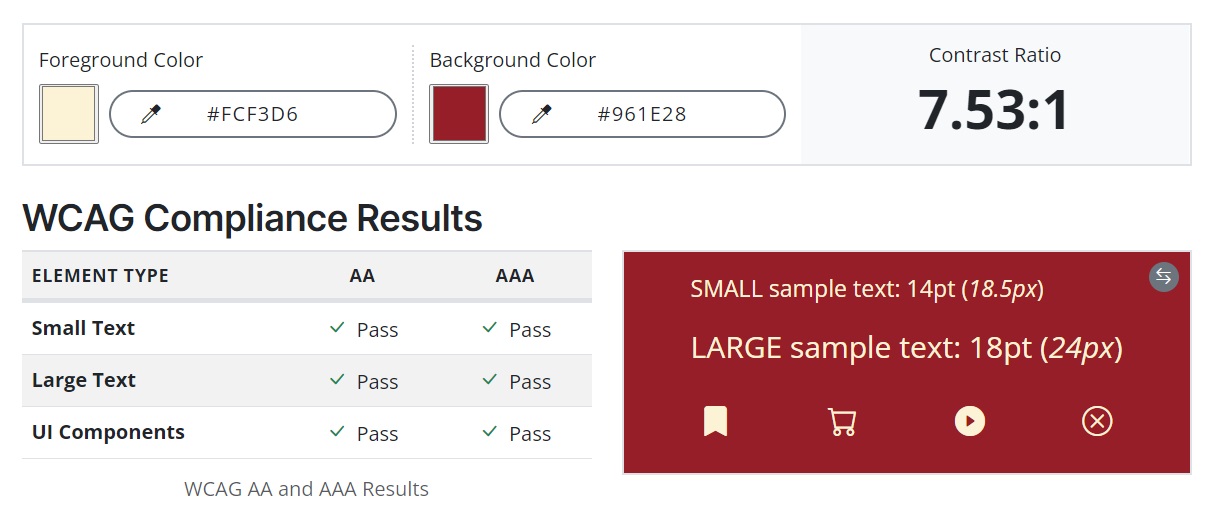 Foreground Color
#FCF3D6
Background Color
#961E28
Contrast Ratio
7.53:1
WCAG Compliance Results
ELEMENT TYPE AA AAA
Small Text Pass Pass
Large Text Pass Pass
UI Components Pass Pass
WCAG AA and AAA Results
SMALL sample text: 14pt (18.5px)
LARGE sample text: 18pt (24px)